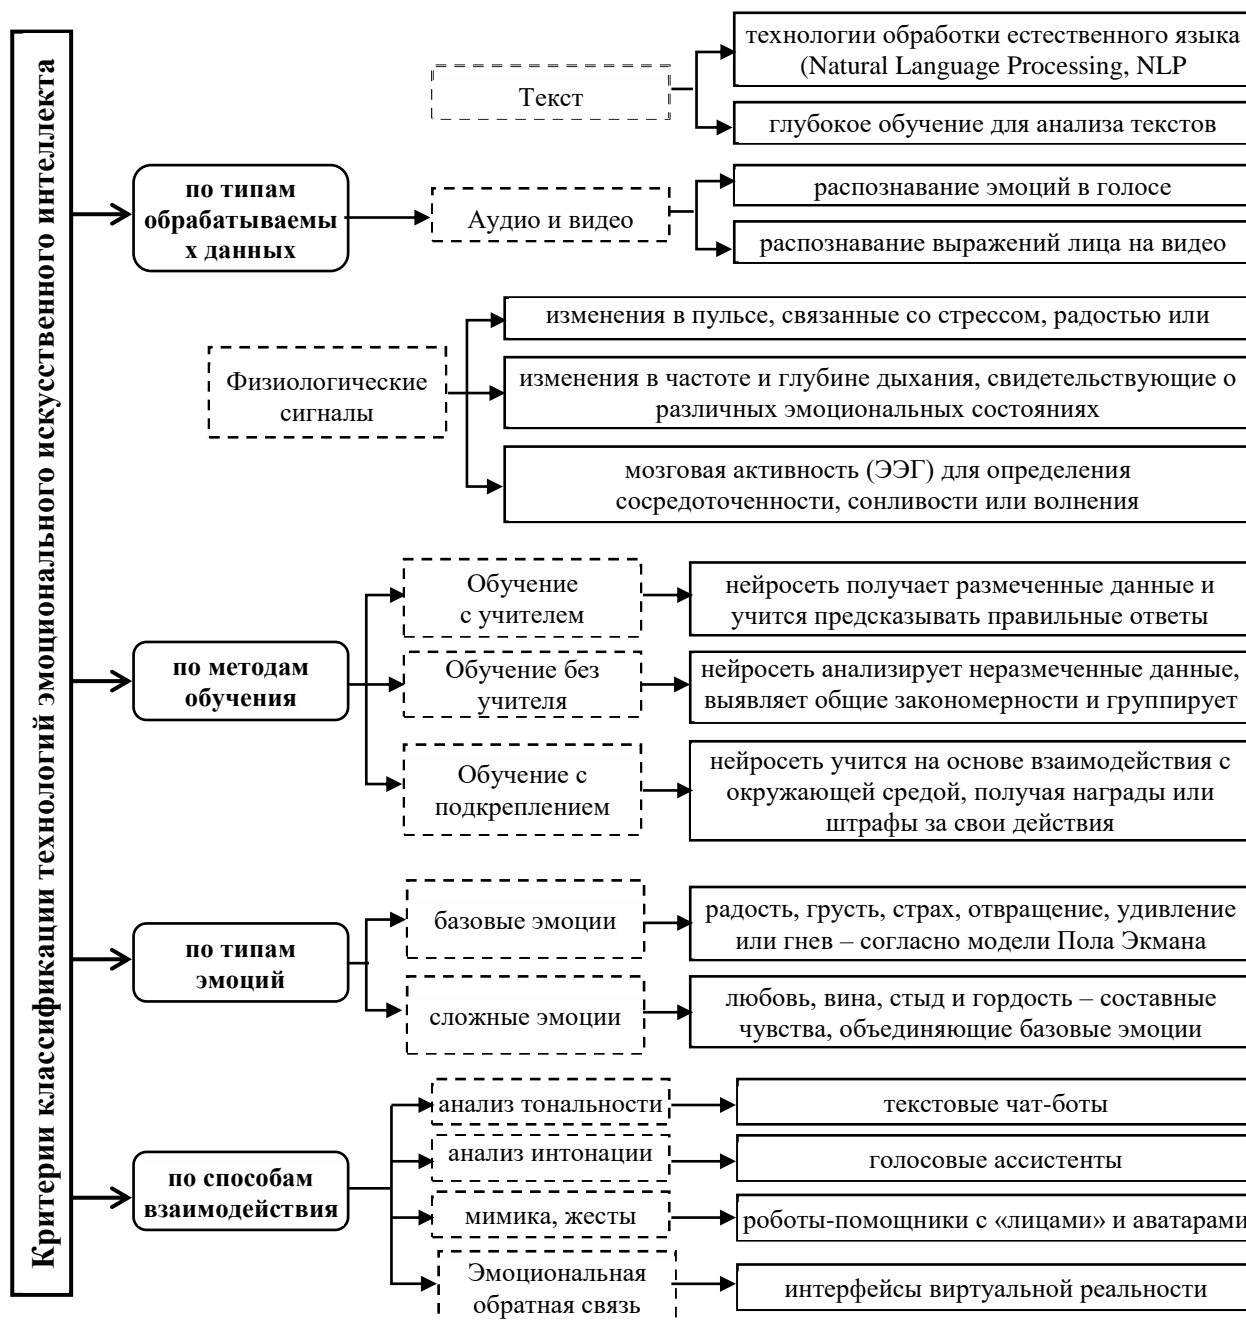 Критерии классификации технологий эмоционального искусственного интеллекта
по типам
обрабатываемы
х данных
Текст
технологии обработки естественного языка
(Natural Language Processing, NLP
глубокое обучение для анализа текстов
Аудио и видео
распознавание эмоций в голосе
распознавание выражений лица на видео
Физиологические
сигналы
изменения в пульсе, связанные со стрессом, радостью или
изменения в частоте и глубине дыхания, свидетельствующие о
различных эмоциональных состояниях
мозговая активность (ЭЭГ) для определения
сосредоточенности, сонливости или волнения
по методам
обучения
Обучение
с учителем
нейросеть получает размеченные данные и
учится предсказывать правильные ответы
Обучение без
учителя
нейросеть анализирует неразмеченные данные,
выявляет общие закономерности и группирует
Обучение с
подкреплением
нейросеть учится на основе взаимодействия с
окружающей средой, получая награды или
штрафы за свои действия
по типам
эмоций
базовые эмоции
радость, грусть, страх, отвращение, удивление
или гнев – согласно модели Пола Экмана
сложные эмоции
любовь, вина, стыд и гордость – составные
чувства, объединяющие базовые эмоции
по способам
взаимодействия
анализ тональности
текстовые чат-боты
анализ интонации
голосовые ассистенты
мимика, жесты
роботы-помощники с «лицами» и аватарами
Эмоциональная
обратная связь
интерфейсы виртуальной реальности